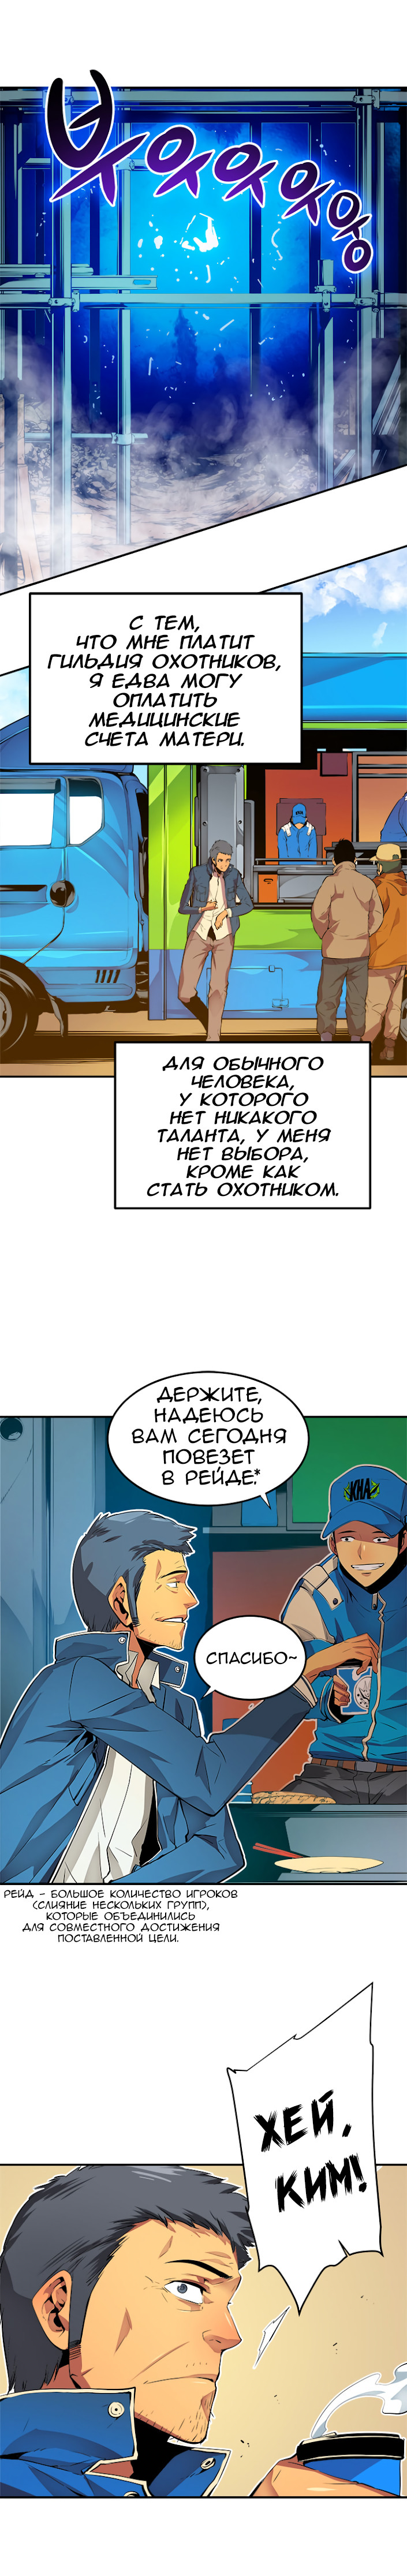 С ТЕМ,
ЧТО МНЕ ПЛАТИТ
ГИЛЬДИЯ ОХОТНИКОВ,
Я ЕДВА МОГУ
ОПЛАТИТЬ
МЕДИЦИНСКИЕ
СЧЕТА МАТЕРИ.
ДЛЯ ОБЫЧНОГО
ЧЕЛОВЕКА,
У КОТОРОГО
НЕТ НИКАКОГО
ТАЛАНТА, У МЕНЯ
НЕТ ВЫБОРА,
КРОМЕ КАК
СТАТЬ ОХОТНИКОМ.
ДЕРЖИТЕ,
НАДЕЮСЬ
ВАМ СЕГОДНЯ
ПОВЕЗЕТ
В РЕЙДЕ.*
KHAZ
СПАСИБО~
РЕЙД - БОЛЬШОЕ КОЛИЧЕСТВО ИГРОКОВ
(СЛИЯНИЕ НЕСКОЛЬКИХ ГРУПП),
КОТОРЫЕ ОБЪЕДИНИЛИСЬ
ДЛЯ СОВМЕСТНОГО ДОСТИЖЕНИЯ
ПОСТАВЛЕННОЙ ЦЕЛИ.
ХЕЙ,
КИМ!